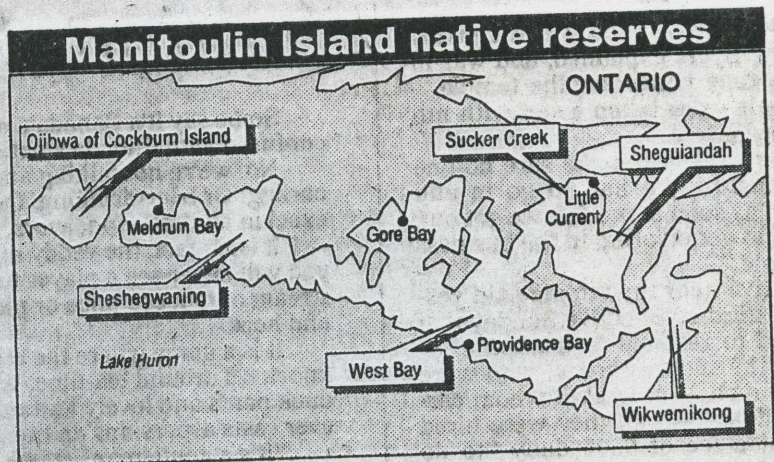 Manitoulin Island native reserves
ONTARIO
Ojibwa of Cockburn Island
Sucker Creek
Sheguiandah
Little
Current
Meldrum Bay
Gore Bay
Sheshegwaning
Lake Huron
West Bay
Providence Bay
Wikwemikong